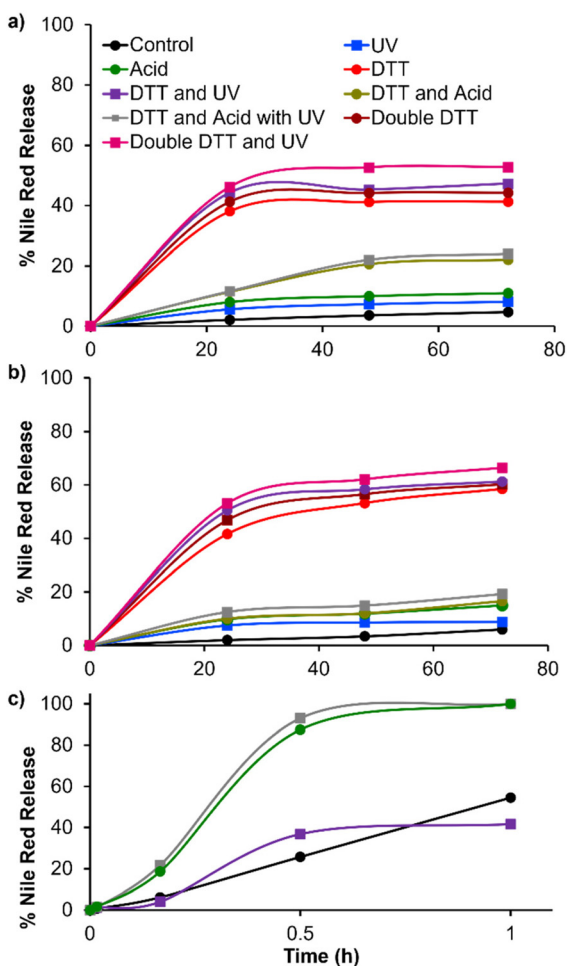 a)
100
80
60
40
20
0
% Nile Red Release
Control
UV
Acid
DTT
DTT and UV
DTT and Acid
DTT and Acid with UV
Double DTT
Double DTT and UV
0 20 40 60 80
b)
100
80
60
40
20
0
% Nile Red Release
0 20 40 60 80
c)
100
80
60
40
20
0
% Nile Red Release
0 0.5 1
Time (h)